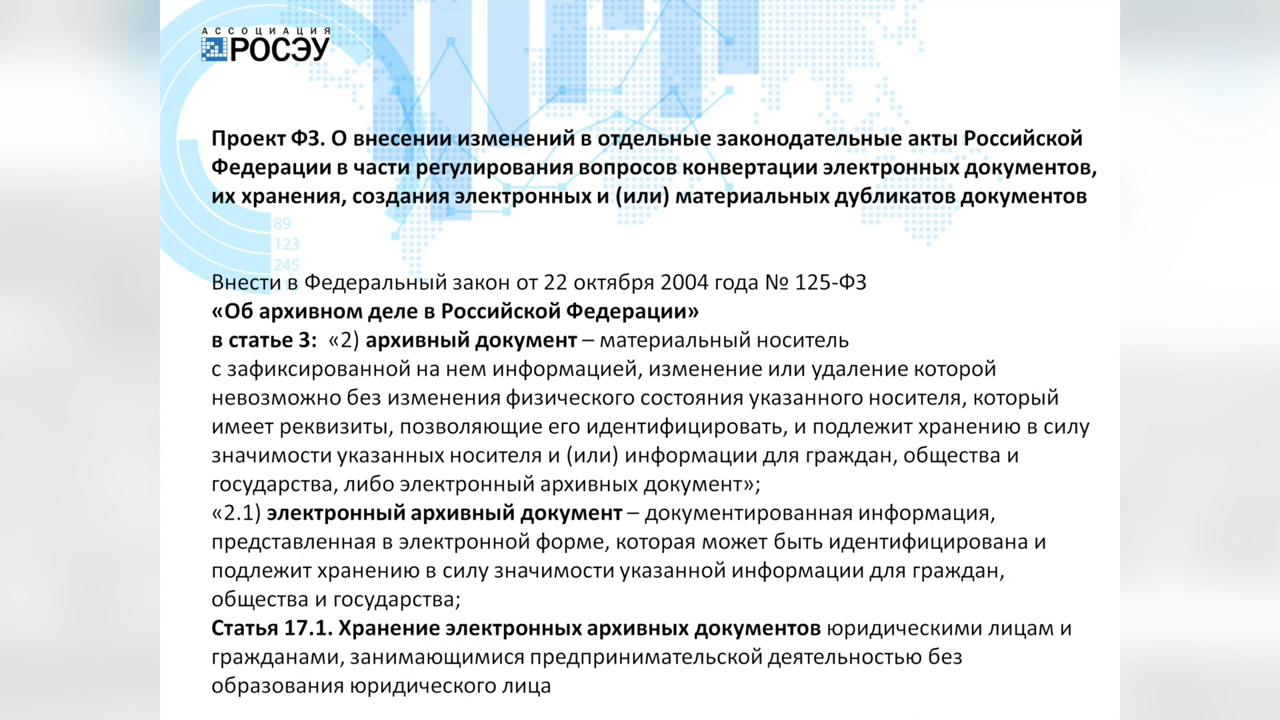 АССОЦИАЦИЯ
РОСЭУ
Проект ФЗ. О внесении изменений в отдельные законодательные акты Российской
Федерации в части регулирования вопросов конвертации электронных документов,
их хранения, создания электронных и (или) материальных дубликатов документов
89
123
245
Внести в Федеральный закон от 22 октября 2004 года № 125-ФЗ
«Об архивном деле в Российской Федерации»
в статье 3: «2) архивный документ – материальный носитель
с зафиксированной на нем информацией, изменение или удаление которой
невозможно без изменения физического состояния указанного носителя, который
имеет реквизиты, позволяющие его идентифицировать, и подлежит хранению в силу
значимости указанных носителя и (или) информации для граждан, общества и
государства, либо электронный архивных документ»;
«2.1) электронный архивный документ – документированная информация,
представленная в электронной форме, которая может быть идентифицирована и
подлежит хранению в силу значимости указанной информации для граждан,
общества и государства;
Статья 17.1. Хранение электронных архивных документов юридическими лицам и
гражданами, занимающимися предпринимательской деятельностью без
образования юридического лица